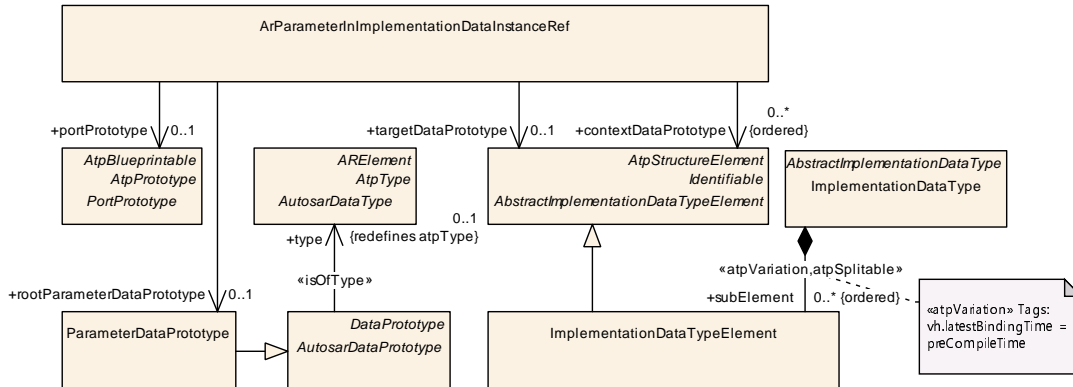 ArParameterInImplementationDataInstanceRef
+portPrototype
0..1
+targetDataPrototype
0..1
+contextDataPrototype
0..*
{ordered}
AtpBlueprintable
AtpPrototype
PortPrototype
ARElement
AtpType
AutosarDataType
AtpStructureElement
Identifiable
AbstractImplementationDataTypeElement
AbstractImplementationDataType
ImplementationDataType
0..1
+type
{redefines atpType}
«isOfType»
«atpVariation,atpSplitable»
+rootParameterDataPrototype
0..1
+subElement
0..* {ordered}
ParameterDataPrototype
DataPrototype
AutosarDataPrototype
ImplementationDataTypeElement
«atpVariation» Tags:
vh.latestBindingTime =
preCompileTime